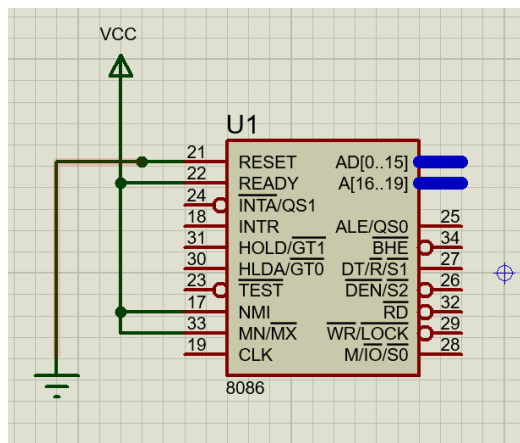 VCC
U1
21 RESET AD[0..15]
22 READY A[16..19]
24 INTA/QS1
18 INTR ALE/QS0 25
31 HOLD/GT1 BHE 34
30 HLDA/GT0 DT/R/S1 27
23 TEST DEN/S2 26
17 NMI RD 32
33 MN/MX WR/LOCK 29
19 CLK M/IO/S0 28
8086